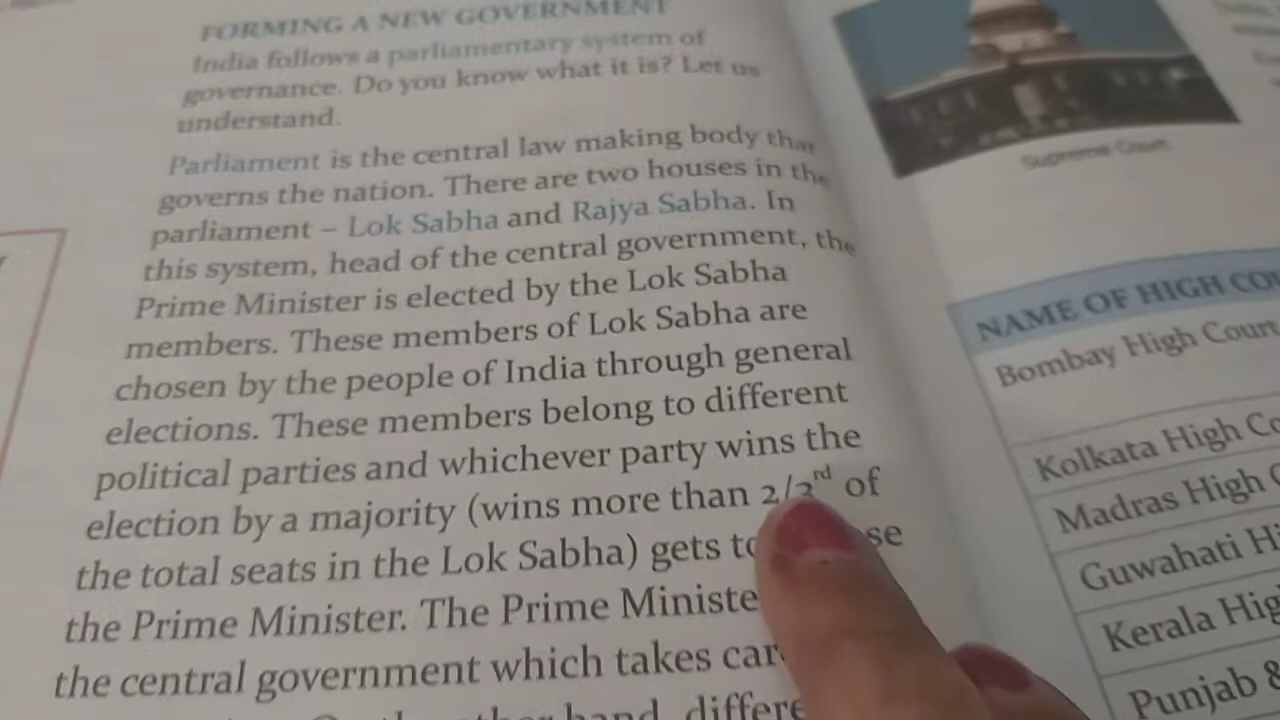 FORMING A NEW GOVERNMENT
India follows a parliamentary system of
governance. Do you know what it is? Let us
understand.
Parliament is the central law making body that
governs the nation. There are two houses in the
parliament – Lok Sabha and Rajya Sabha. In
this system, head of the central government, the
Prime Minister is elected by the Lok Sabha
members. These members of Lok Sabha are
chosen by the people of India through general
elections. These members belong to different
political parties and whichever party wins the
election by a majority (wins more than 2/3rd of
the total seats in the Lok Sabha) gets to
the Prime Minister. The Prime
the central government which takes
hand,
Supreme Court
NAME OF HIGH
Bombay High Court
Kolkata High
Madras High
Guwahati
Kerala
Punjab &